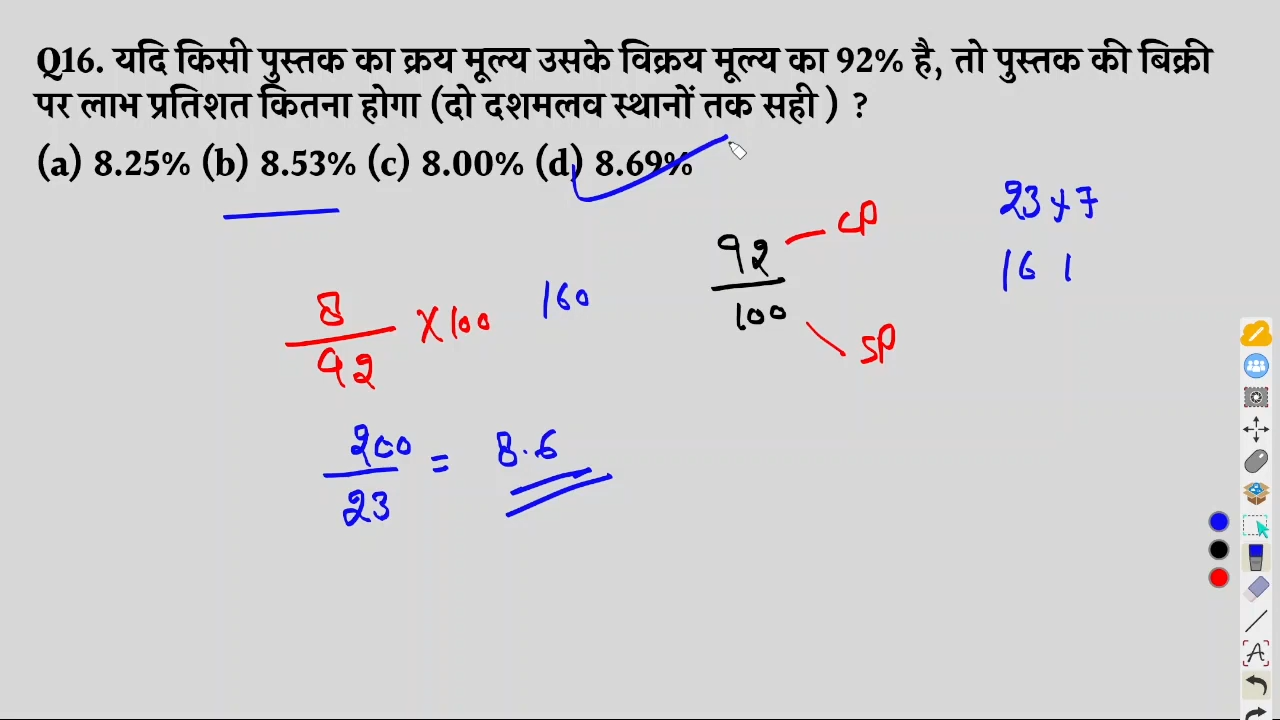 Q16. यदि किसी पुस्तक का क्रय मूल्य उसके विक्रय मूल्य का 92% है, तो पुस्तक की बिक्री
पर लाभ प्रतिशत कितना होगा (दो दशमलव स्थानों तक सही ) ?
(a) 8.25% (b) 8.53% (c) 8.00% (d) 8.69%
23 x 7
161
92
CP
100
SP
8
92
X 100
160
200
23
= 8.6